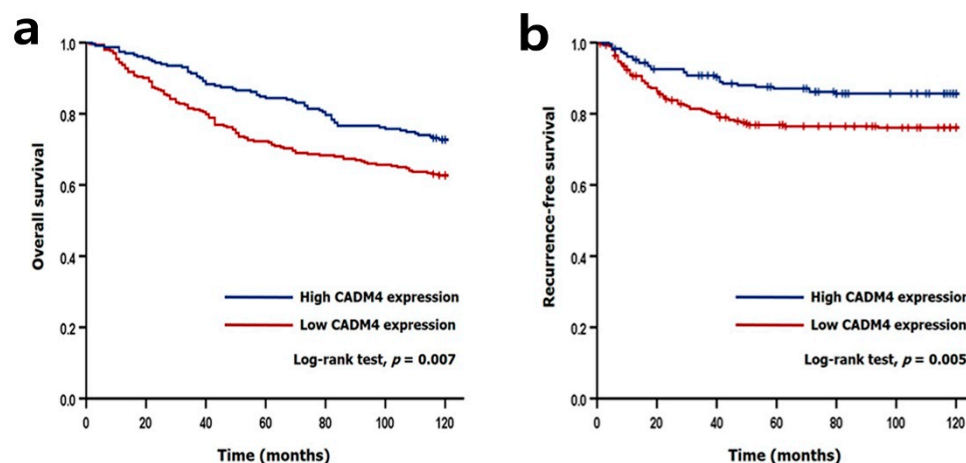 a
Overall survival
1.0
0.8
0.6
0.4
0.2
0.0
High CADM4 expression
Low CADM4 expression
Log-rank test, p = 0.007
0 20 40 60 80 100 120
Time (months)
b
Recurrence-free survival
1.0
0.8
0.6
0.4
0.2
0.0
High CADM4 expression
Low CADM4 expression
Log-rank test, p = 0.005
0 20 40 60 80 100 120
Time (months)